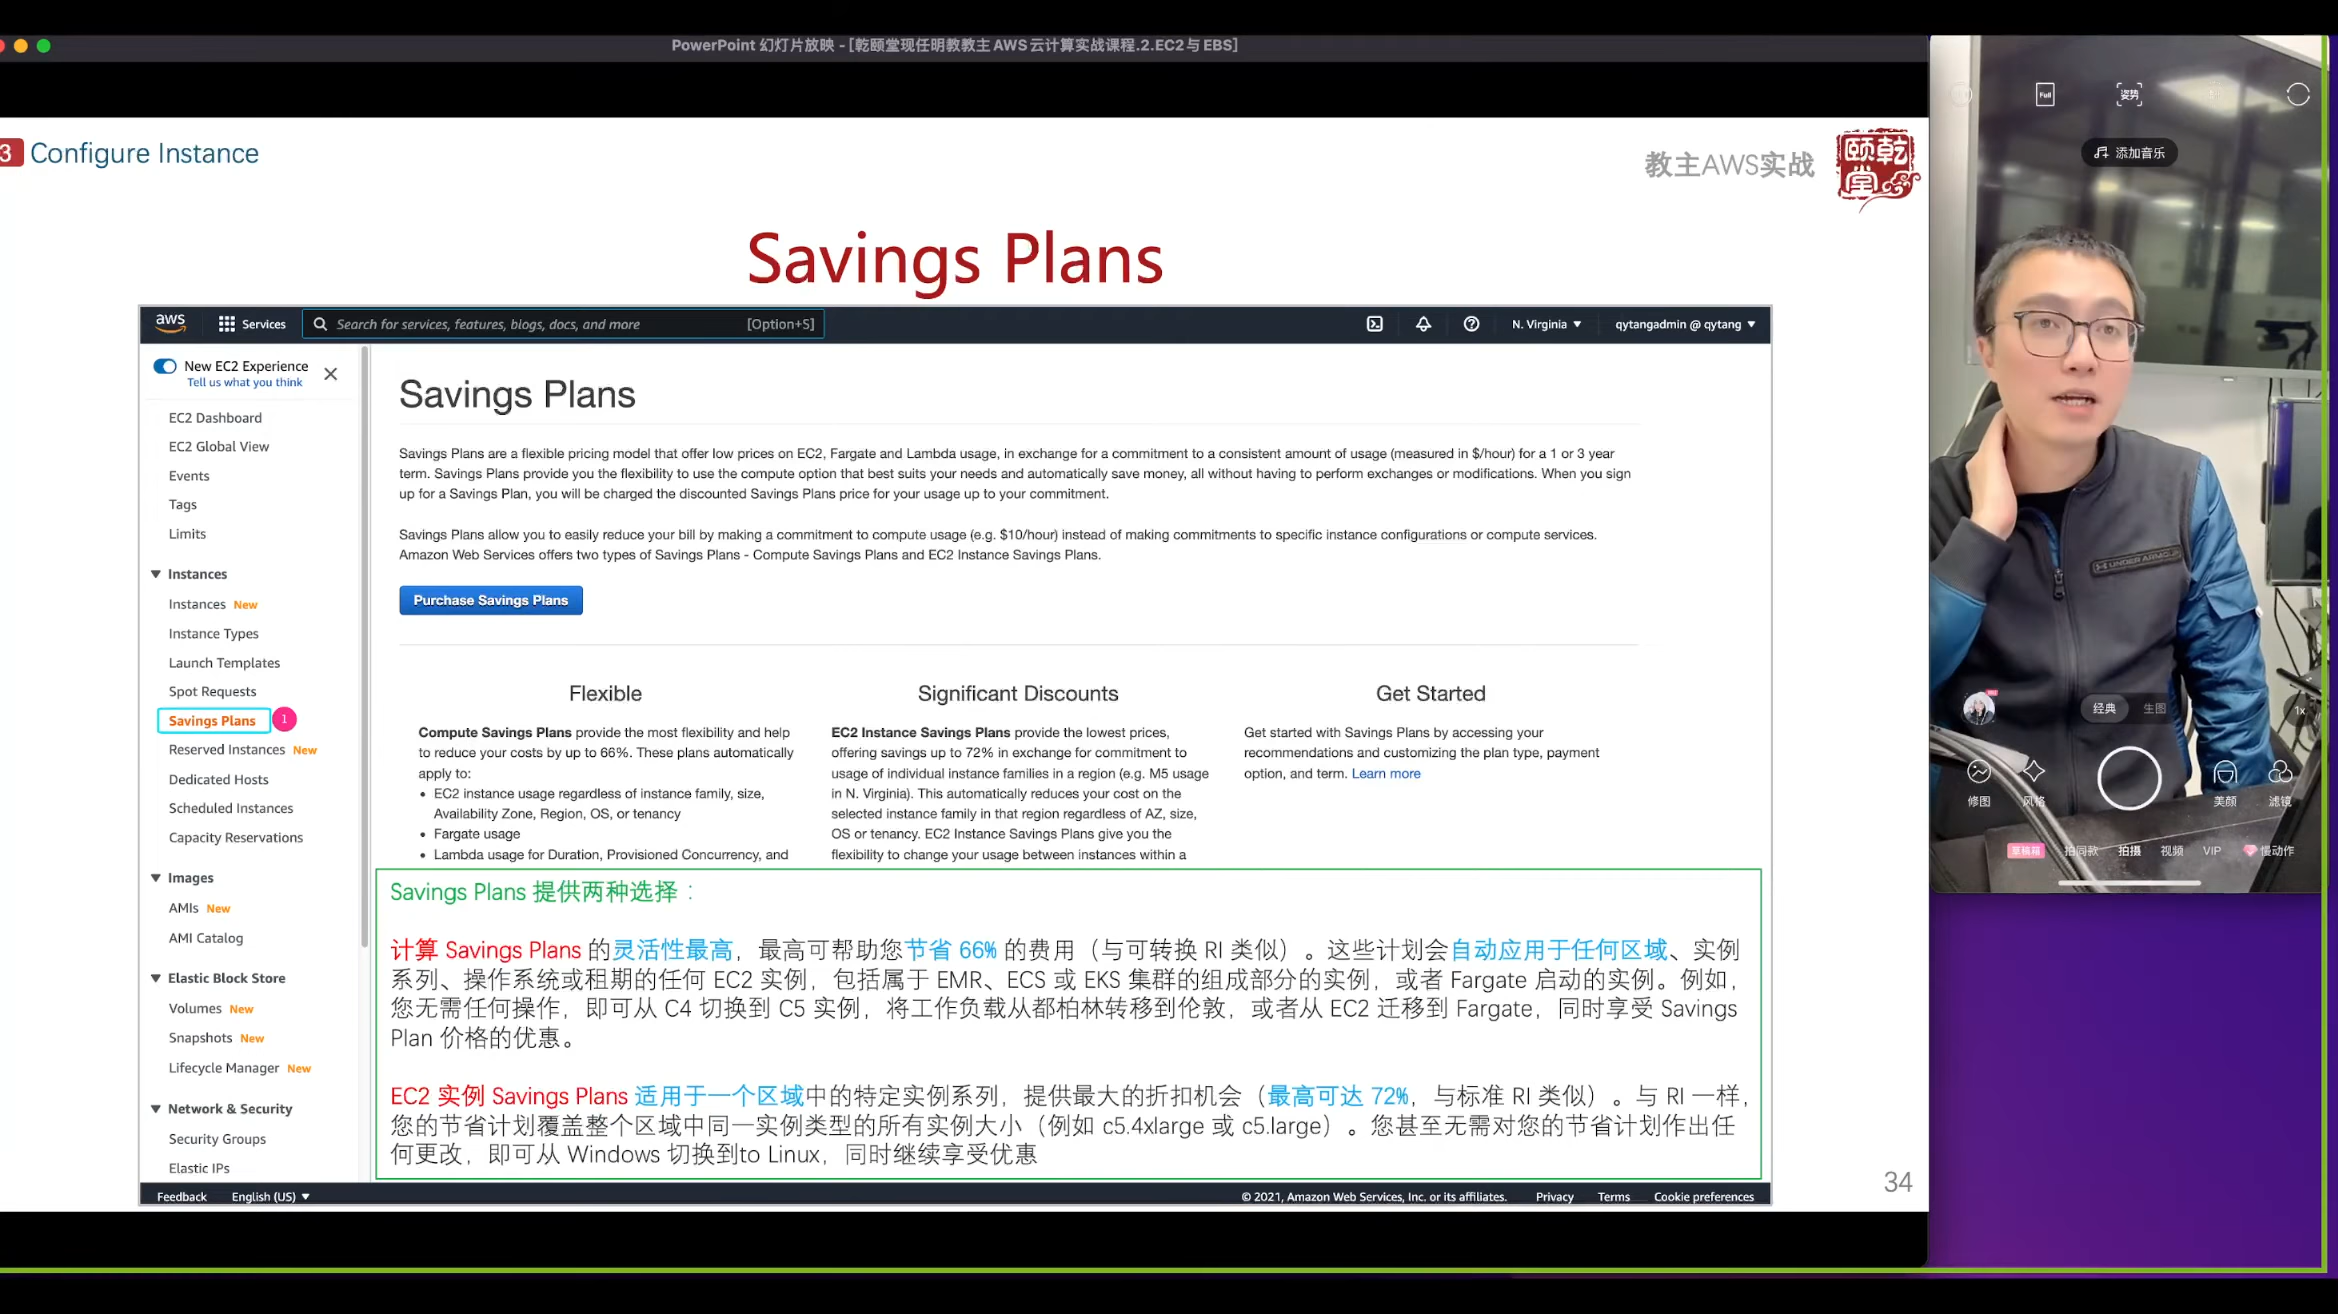 PowerPoint 幻灯片放映 - [乾颐堂现任明教教主AWS云计算实战课程.2.EC2与EBS]
3 Configure Instance
教主AWS实战
颐乾堂
Savings Plans
aws
Services
Search for services, features, blogs, docs, and more
[Option+S]
N. Virginia ▼
qytangadmin @ qytang ▼
New EC2 Experience
Tell us what you think
EC2 Dashboard
EC2 Global View
Events
Tags
Limits
▼ Instances
Instances New
Instance Types
Launch Templates
Spot Requests
Savings Plans 1
Reserved Instances New
Dedicated Hosts
Scheduled Instances
Capacity Reservations
▼ Images
AMIs New
AMI Catalog
▼ Elastic Block Store
Volumes New
Snapshots New
Lifecycle Manager New
▼ Network & Security
Security Groups
Elastic IPs
Savings Plans
Savings Plans are a flexible pricing model that offer low prices on EC2, Fargate and Lambda usage, in exchange for a commitment to a consistent amount of usage (measured in $/hour) for a 1 or 3 year
term. Savings Plans provide you the flexibility to use the compute option that best suits your needs and automatically save money, all without having to perform exchanges or modifications. When you sign
up for a Savings Plan, you will be charged the discounted Savings Plans price for your usage up to your commitment.
Savings Plans allow you to easily reduce your bill by making a commitment to compute usage (e.g. $10/hour) instead of making commitments to specific instance configurations or compute services.
Amazon Web Services offers two types of Savings Plans - Compute Savings Plans and EC2 Instance Savings Plans.
Purchase Savings Plans
Flexible
Compute Savings Plans provide the most flexibility and help
to reduce your costs by up to 66%. These plans automatically
apply to:
• EC2 instance usage regardless of instance family, size,
Availability Zone, Region, OS, or tenancy
• Fargate usage
• Lambda usage for Duration, Provisioned Concurrency, and
Significant Discounts
EC2 Instance Savings Plans provide the lowest prices,
offering savings up to 72% in exchange for commitment to
usage of individual instance families in a region (e.g. M5 usage
in N. Virginia). This automatically reduces your cost on the
selected instance family in that region regardless of AZ, size,
OS or tenancy. EC2 Instance Savings Plans give you the
flexibility to change your usage between instances within a
Get Started
Get started with Savings Plans by accessing your
recommendations and customizing the plan type, payment
option, and term. Learn more
Savings Plans 提供两种选择：
计算 Savings Plans 的灵活性最高，最高可帮助您节省 66% 的费用（与可转换 RI 类似）。这些计划会自动应用于任何区域、实例
系列、操作系统或租期的任何 EC2 实例，包括属于 EMR、ECS 或 EKS 集群的组成部分的实例，或者 Fargate 启动的实例。例如，
您无需任何操作，即可从 C4 切换到 C5 实例，将工作负载从都柏林转移到伦敦，或者从 EC2 迁移到 Fargate，同时享受 Savings
Plan 价格的优惠。
EC2 实例 Savings Plans 适用于一个区域中的特定实例系列，提供最大的折扣机会（最高可达 72%，与标准 RI 类似）。与 RI 一样，
您的节省计划覆盖整个区域中同一实例类型的所有实例大小（例如 c5.4xlarge 或 c5.large）。您甚至无需对您的节省计划作出任
何更改，即可从 Windows 切换到to Linux，同时继续享受优惠
Feedback
English (US) ▼
© 2021, Amazon Web Services, Inc. or its affiliates.
Privacy
Terms
Cookie preferences
34
Full
姿势
添加音乐
UNDER ARMOUR
经典
生图
1x
修图
风格
美颜
滤镜
草稿箱
拍同款
拍摄
视频
VIP
慢动作